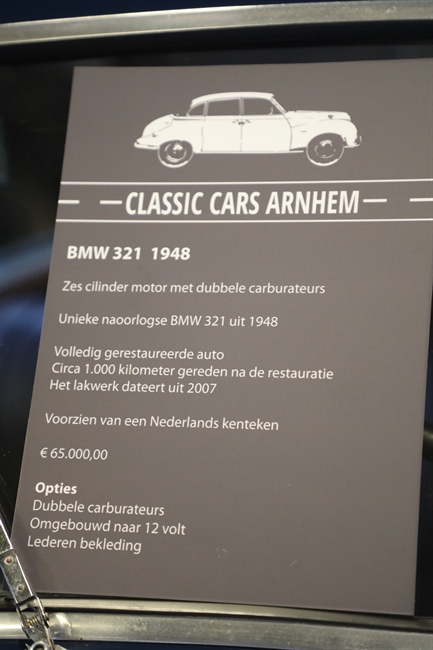 CLASSIC CARS ARNHEM
BMW 321 1948
Zes cilinder motor met dubbele carburateurs
Unieke naoorlogse BMW 321 uit 1948
Volledig gerestaureerde auto
Circa 1.000 kilometer gereden na de restauratie
Het lakwerk dateert uit 2007
Voorzien van een Nederlands kenteken
€ 65.000,00
Opties
Dubbele carburateurs
Omgebouwd naar 12 volt
Lederen bekleding